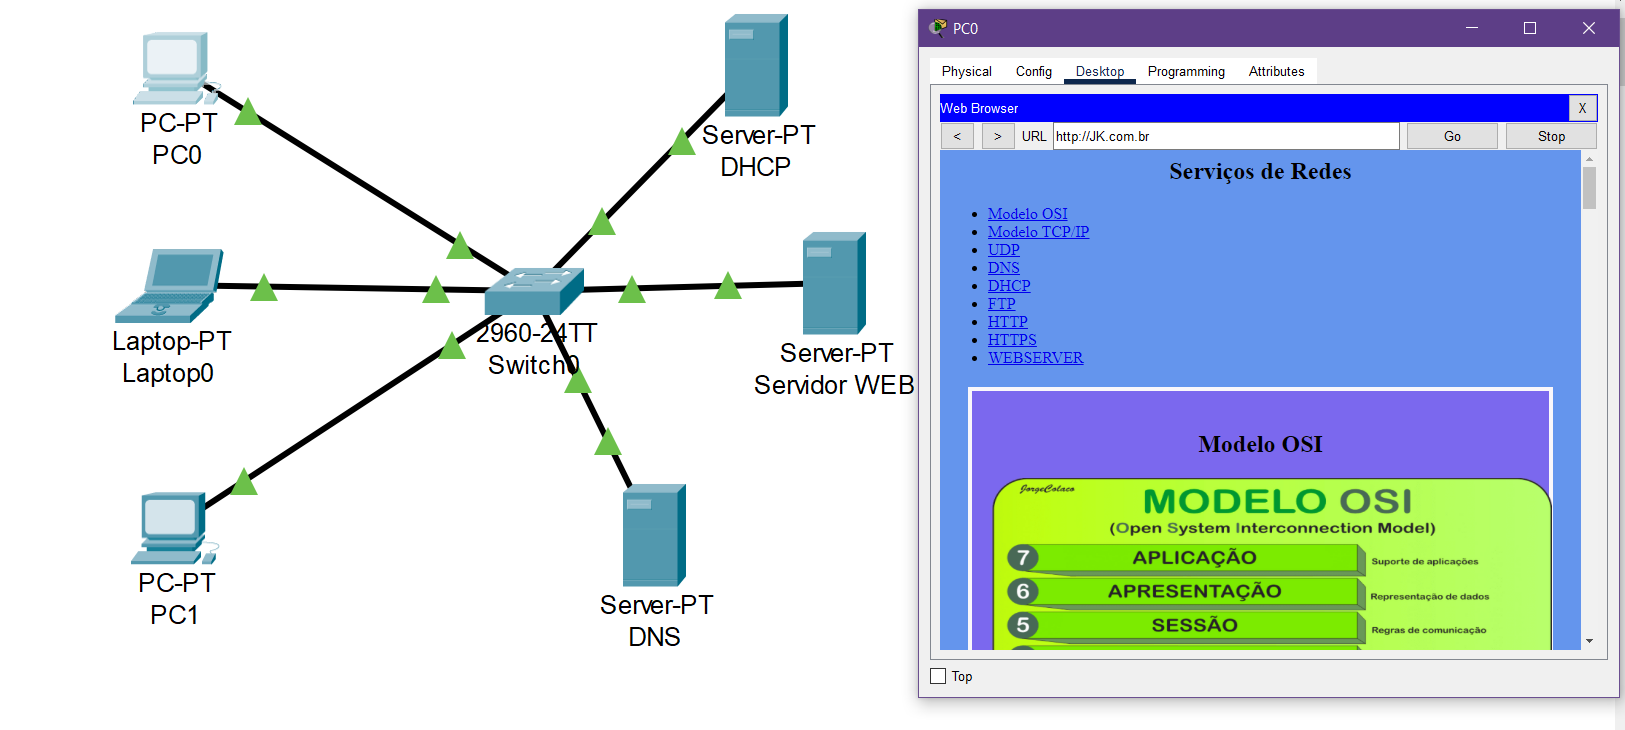 PC-PT
PC0
Server-PT
DHCP
Laptop-PT
Laptop0
2960-24TT
Switch0
Server-PT
Servidor WEB
PC-PT
PC1
Server-PT
DNS
PC0
Physical Config Desktop Programming Attributes
Web Browser X
< > URL http://JK.com.br Go Stop
Serviços de Redes
Modelo OSI
Modelo TCP/IP
UDP
DNS
DHCP
FTP
HTTP
HTTPS
WEBSERVER
Modelo OSI
JorgeColaco
MODELO OSI
(Open System Interconnection Model)
7 APLICAÇÃO Suporte de aplicações
6 APRESENTAÇÃO Representação de dados
5 SESSÃO Regras de comunicação
Top